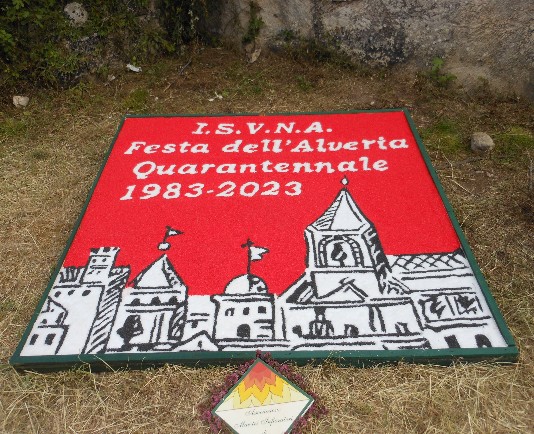 I.S.V.N.A.
Festa dell'Alveria
Quarantennale
1983-2023